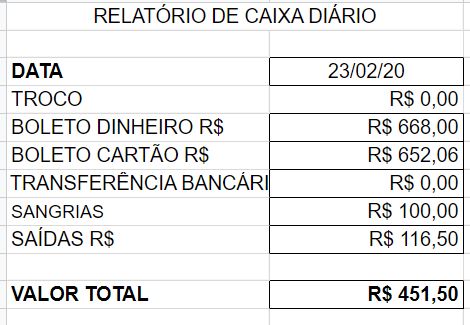 RELATÓRIO DE CAIXA DIÁRIO
DATA 23/02/20
TROCO R$ 0,00
BOLETO DINHEIRO R$ R$ 668,00
BOLETO CARTÃO R$ R$ 652,06
TRANSFERÊNCIA BANCÁRI R$ 0,00
SANGRIAS R$ 100,00
SAÍDAS R$ R$ 116,50
VALOR TOTAL R$ 451,50